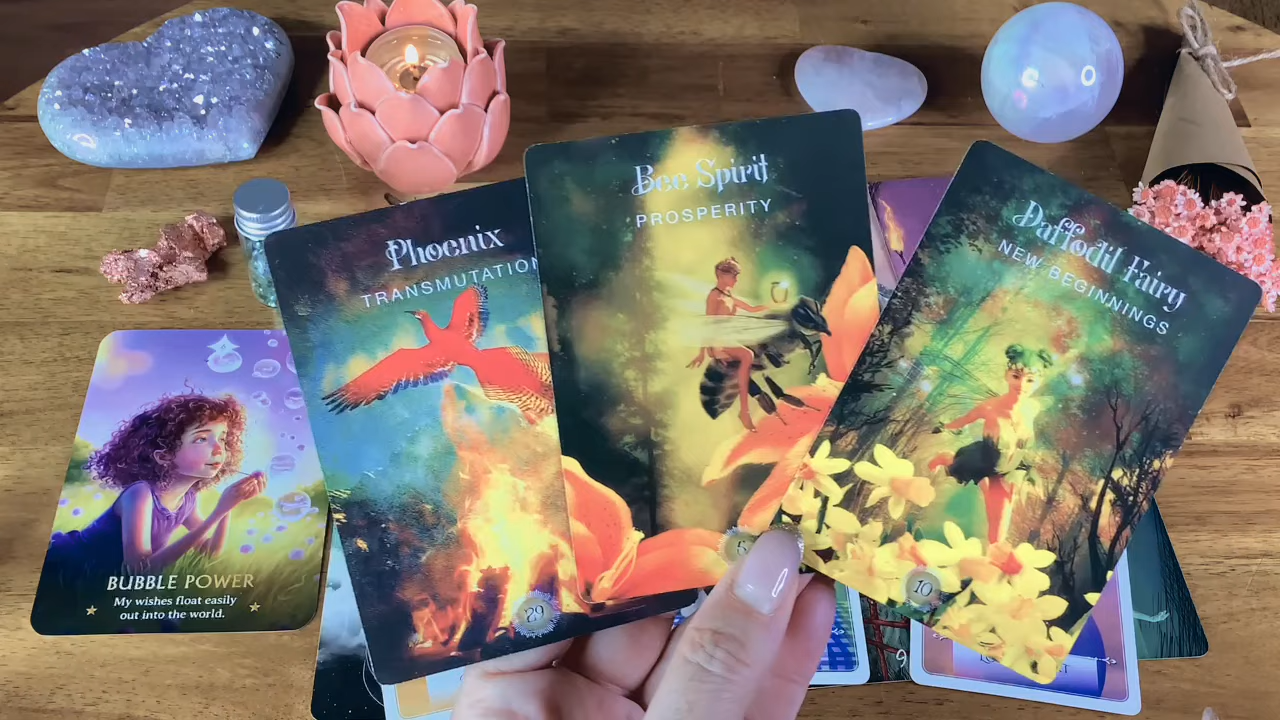 Phoenix
TRANSMUTATION
29
Bee Spirit
PROSPERITY
Daffodil Fairy
NEW BEGINNINGS
10
BUBBLE POWER
My wishes float easily
out into the world.
9